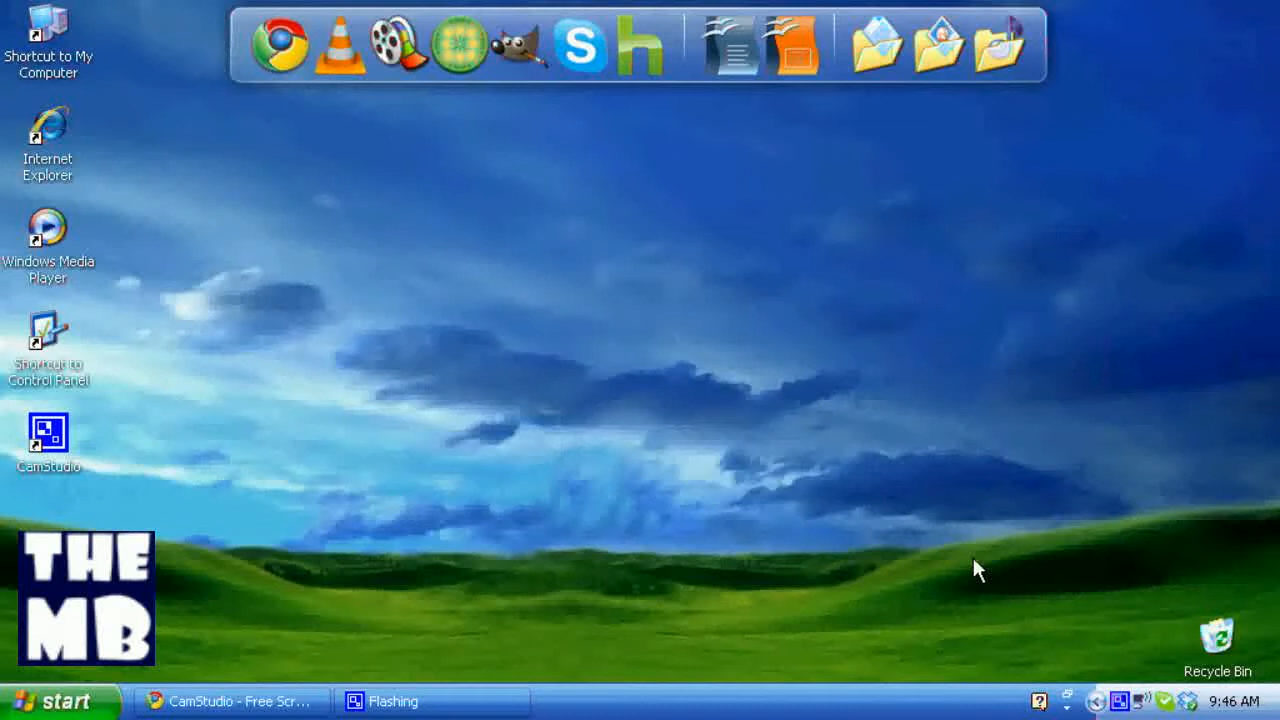 Shortcut to My
Computer
Internet
Explorer
Windows Media
Player
Shortcut to
Control Panel
CamStudio
THE
MB
S
h
Recycle Bin
start
CamStudio - Free Scr...
Flashing
9:46 AM